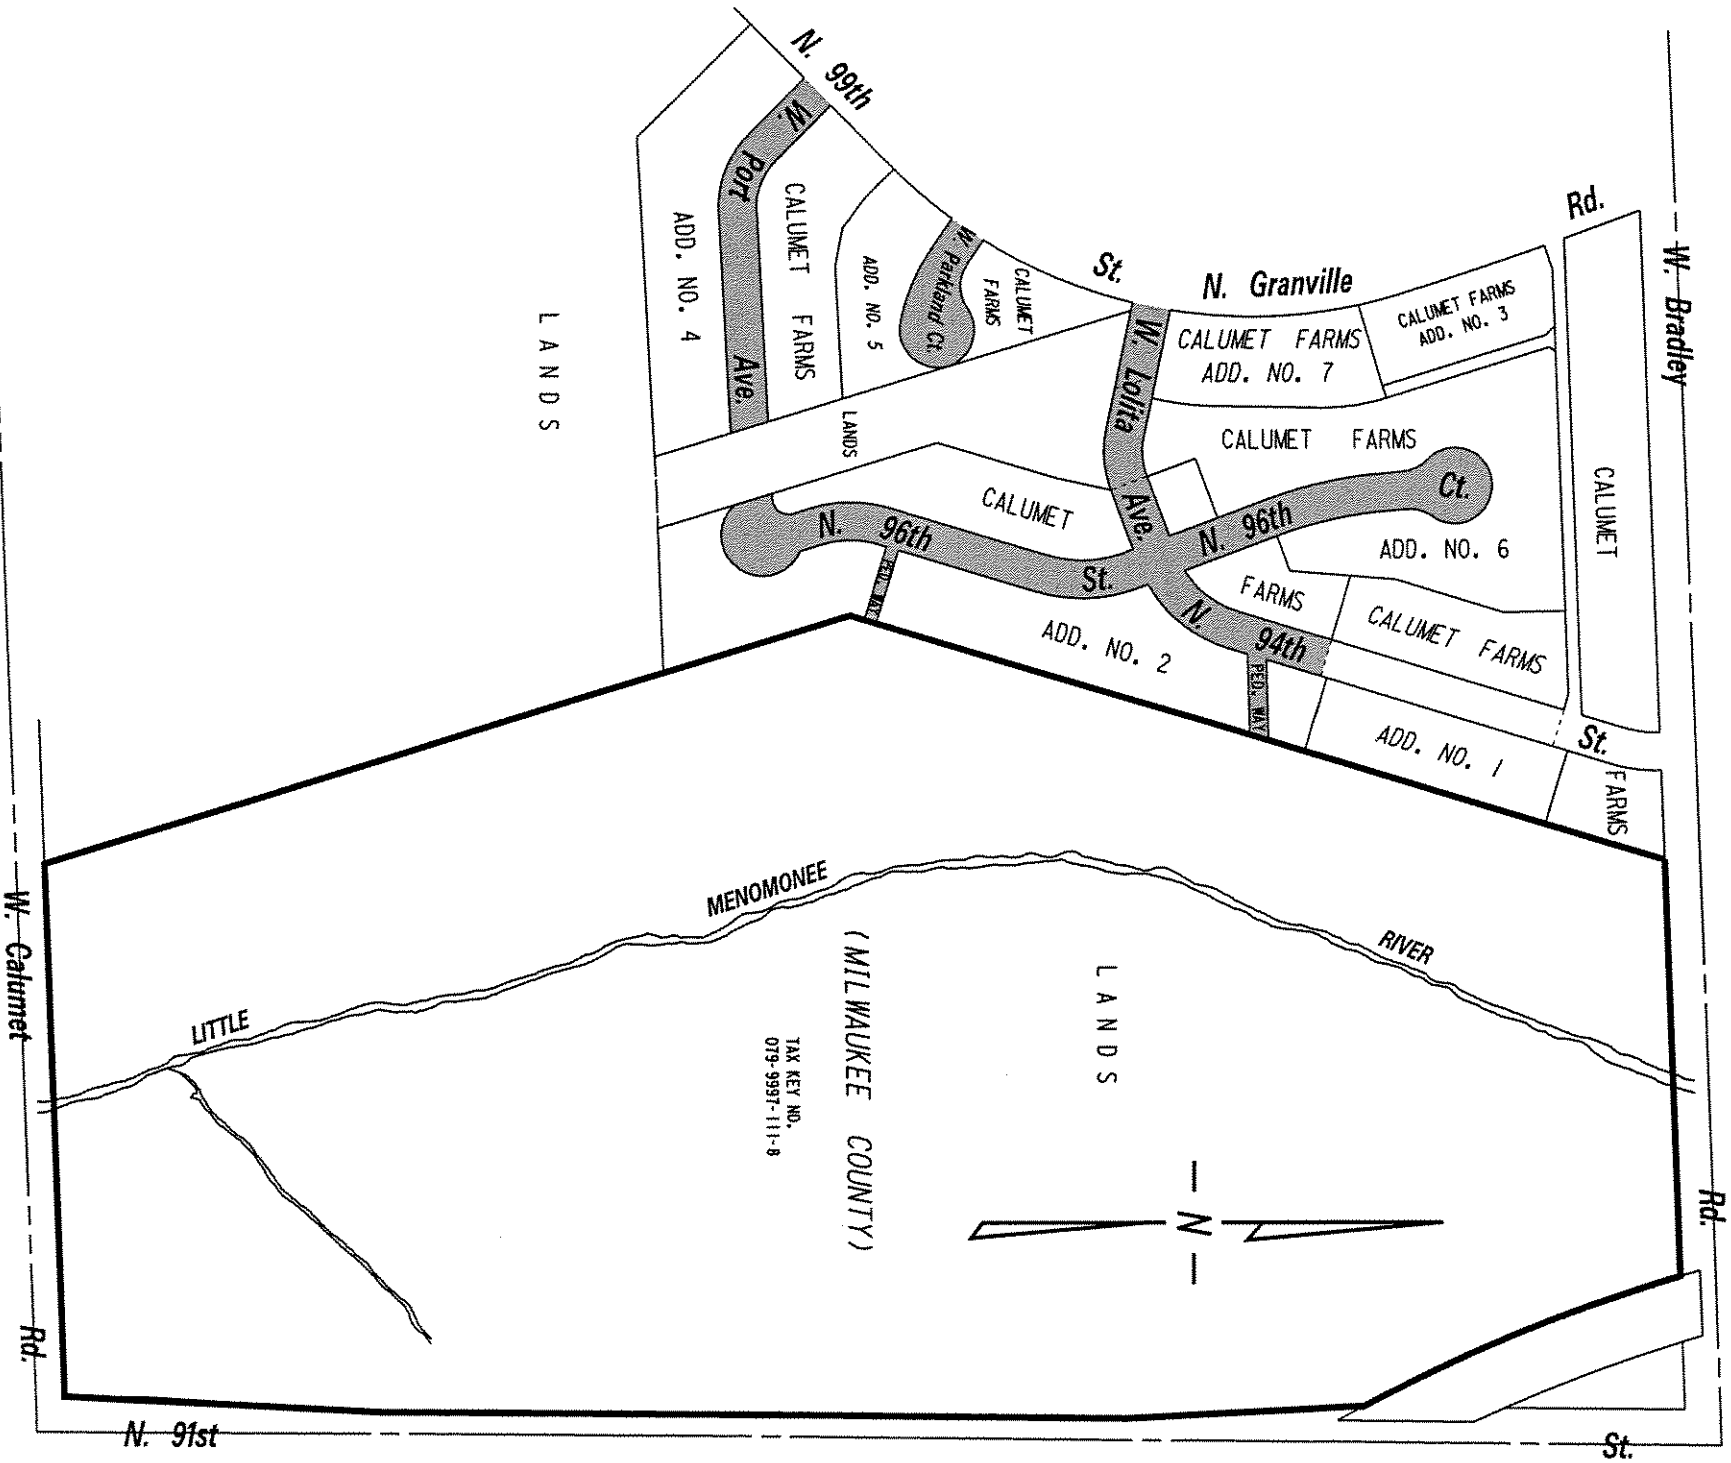 N. 99th St.
W. Port Ave.
ADD. NO. 4
CALUMET FARMS
ADD. NO. 5
W. Parkland Ct.
CALUMET
FARMS
LANDS
LANDS
N. Granville Rd.
W. Bradley Rd.
CALUMET FARMS
ADD. NO. 3
CALUMET FARMS
ADD. NO. 7
W. Lolita Ave.
CALUMET FARMS
ADD. NO. 6
N. 96th Ct.
CALUMET FARMS
CALUMET
FARMS
ADD. NO. 2
N. 96th St.
PED. WAY
N. 94th St.
PED. WAY
CALUMET FARMS
ADD. NO. 1
LITTLE MENOMONEE RIVER
LANDS
(MILWAUKEE COUNTY)
TAX KEY NO.
079-9997-111-8
N
W. Calumet Rd.
N. 91st St.